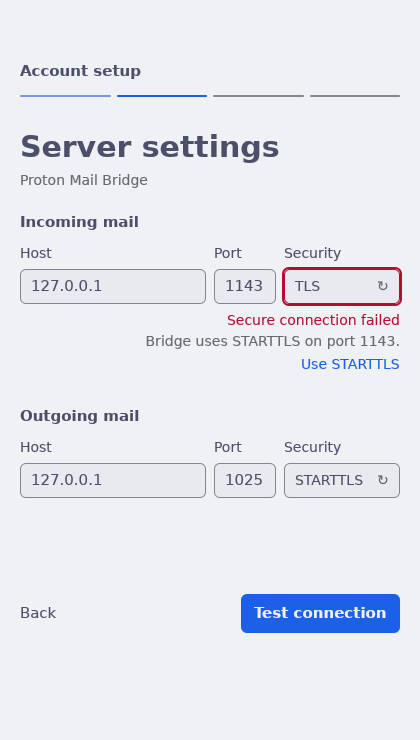 Account setup
Server settings
Proton Mail Bridge
Incoming mail
Host Port Security
127.0.0.1 1143 TLS ↻
Secure connection failed
Bridge uses STARTTLS on port 1143.
Use STARTTLS
Outgoing mail
Host Port Security
127.0.0.1 1025 STARTTLS ↻
Back Test connection